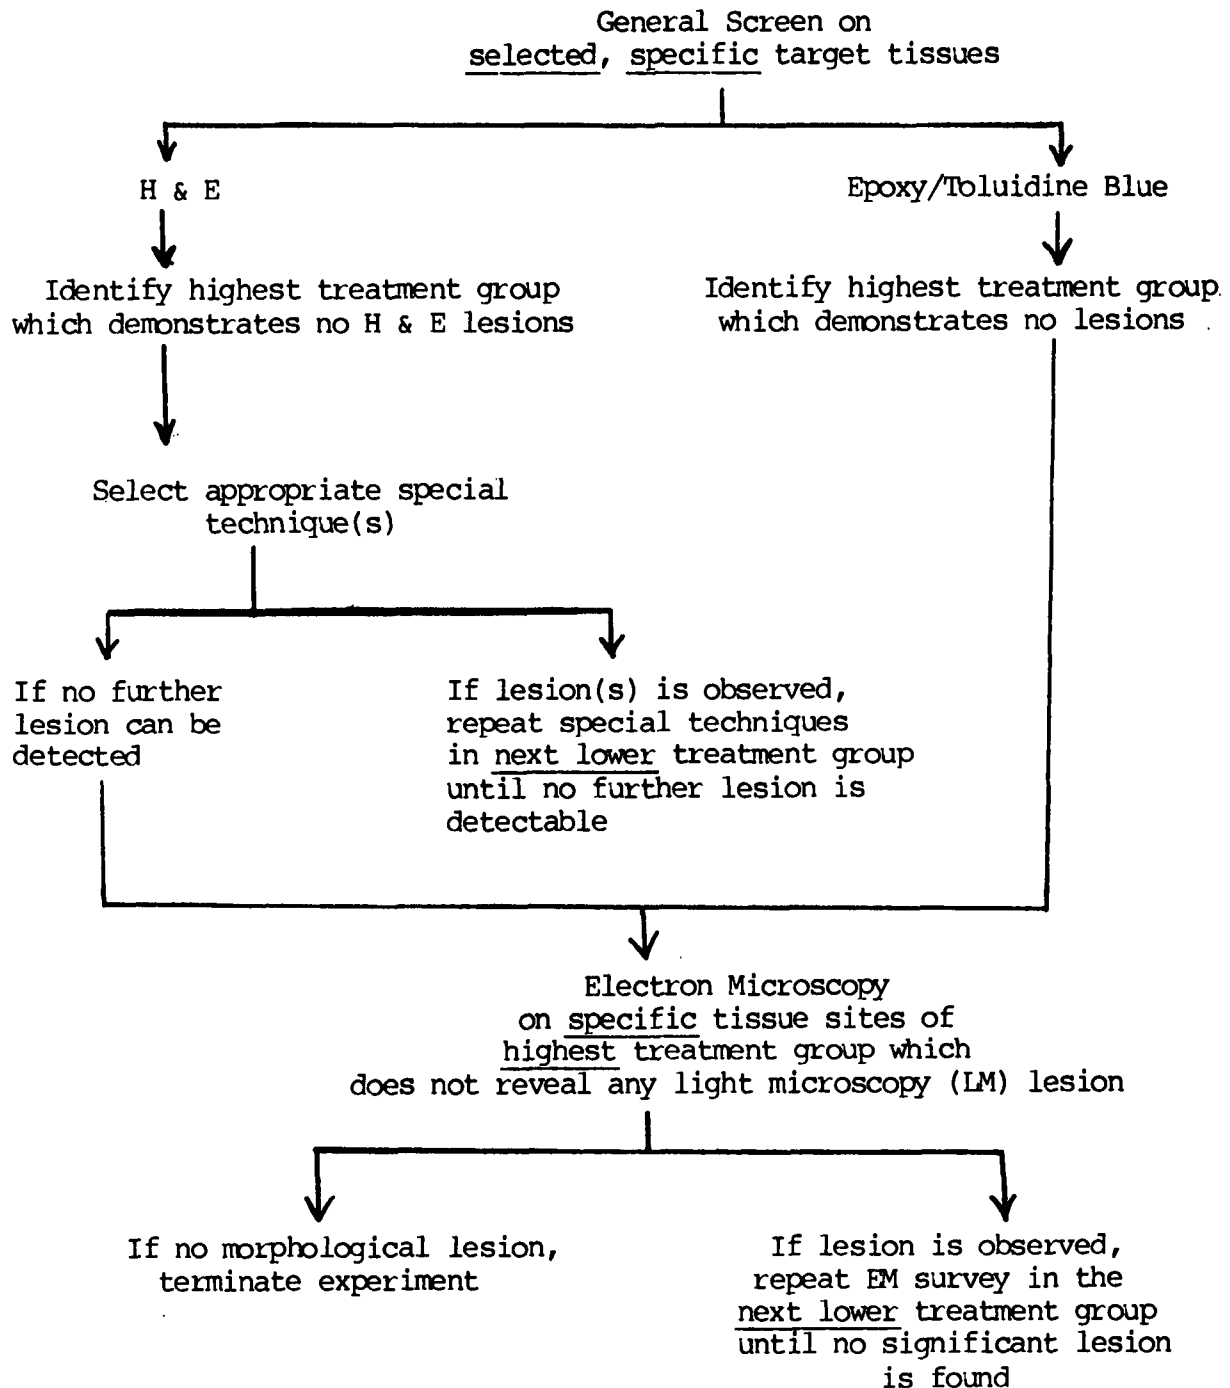 General Screen on
selected, specific target tissues
H & E
Epoxy/Toluidine Blue
Identify highest treatment group
which demonstrates no H & E lesions
Identify highest treatment group
which demonstrates no lesions
Select appropriate special
technique(s)
If no further
lesion can be
detected
If lesion(s) is observed,
repeat special techniques
in next lower treatment group
until no further lesion is
detectable
Electron Microscopy
on specific tissue sites of
highest treatment group which
does not reveal any light microscopy (LM) lesion
If no morphological lesion,
terminate experiment
If lesion is observed,
repeat EM survey in the
next lower treatment group
until no significant lesion
is found